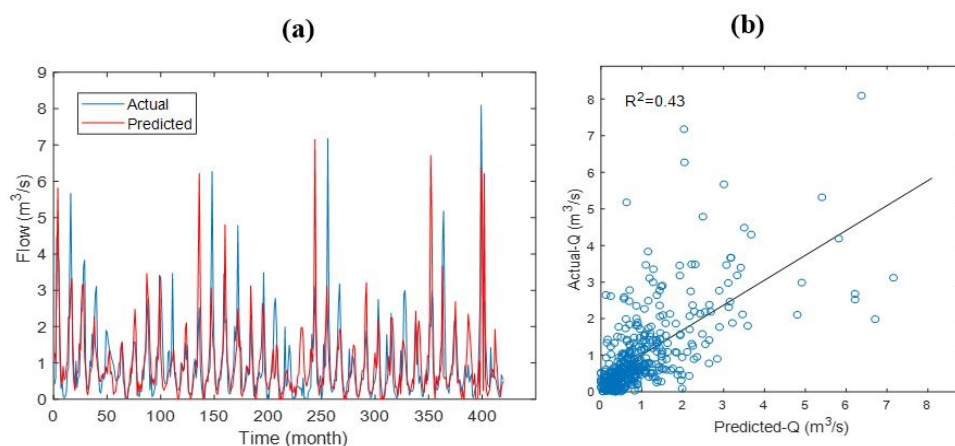 (a)
9
8
7
6
5
4
3
2
1
0
Flow (m³/s)
Actual
Predicted
0 50 100 150 200 250 300 350 400
Time (month)
(b)
R²=0.43
8
7
6
5
4
3
2
1
0
Actual-Q (m³/s)
0 1 2 3 4 5 6 7 8
Predicted-Q (m³/s)